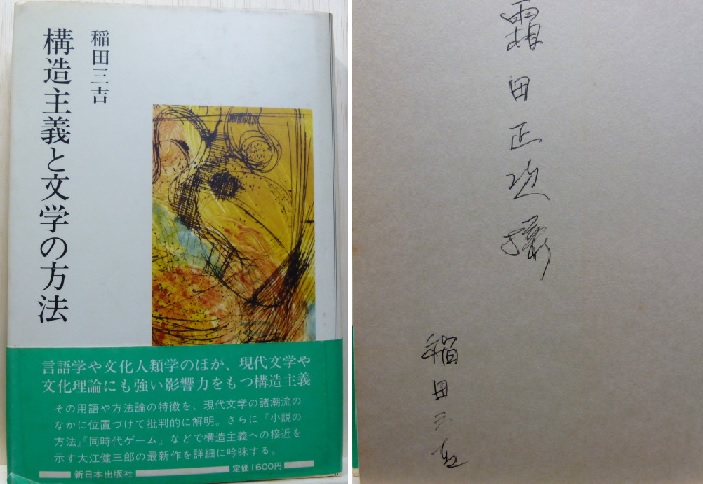 稲田三吉
構造主義と文学の方法
言語学や文化人類学のほか、現代文学や
文化理論にも強い影響力をもつ構造主義
その用語や方法論の特徴を、現代文学の諸潮流の
なかに位置づけて批判的に解明。さらに「小説の
方法」「同時代ゲーム」などで構造主義への接近を
示す大江健三郎の最新作を詳細に吟味する。
新日本出版社
定価1600円
霜田正次様
稲田三吉